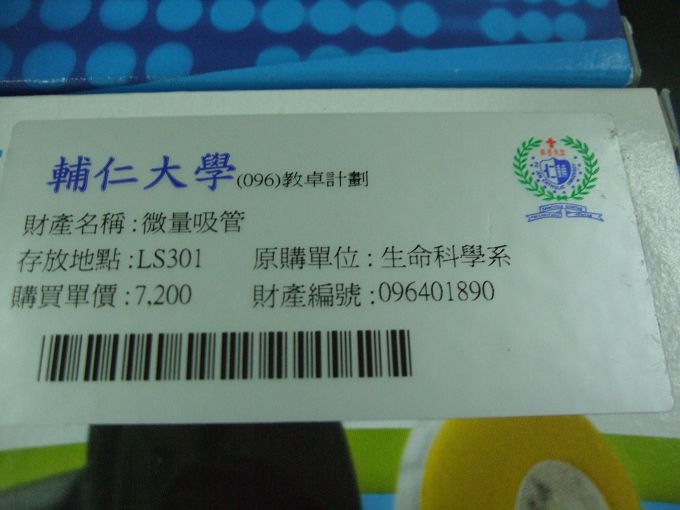 輔仁大學(096)教卓計劃
財產名稱:微量吸管
存放地點:LS301 原購單位:生命科學系
購買單價:7,200 財產編號:096401890